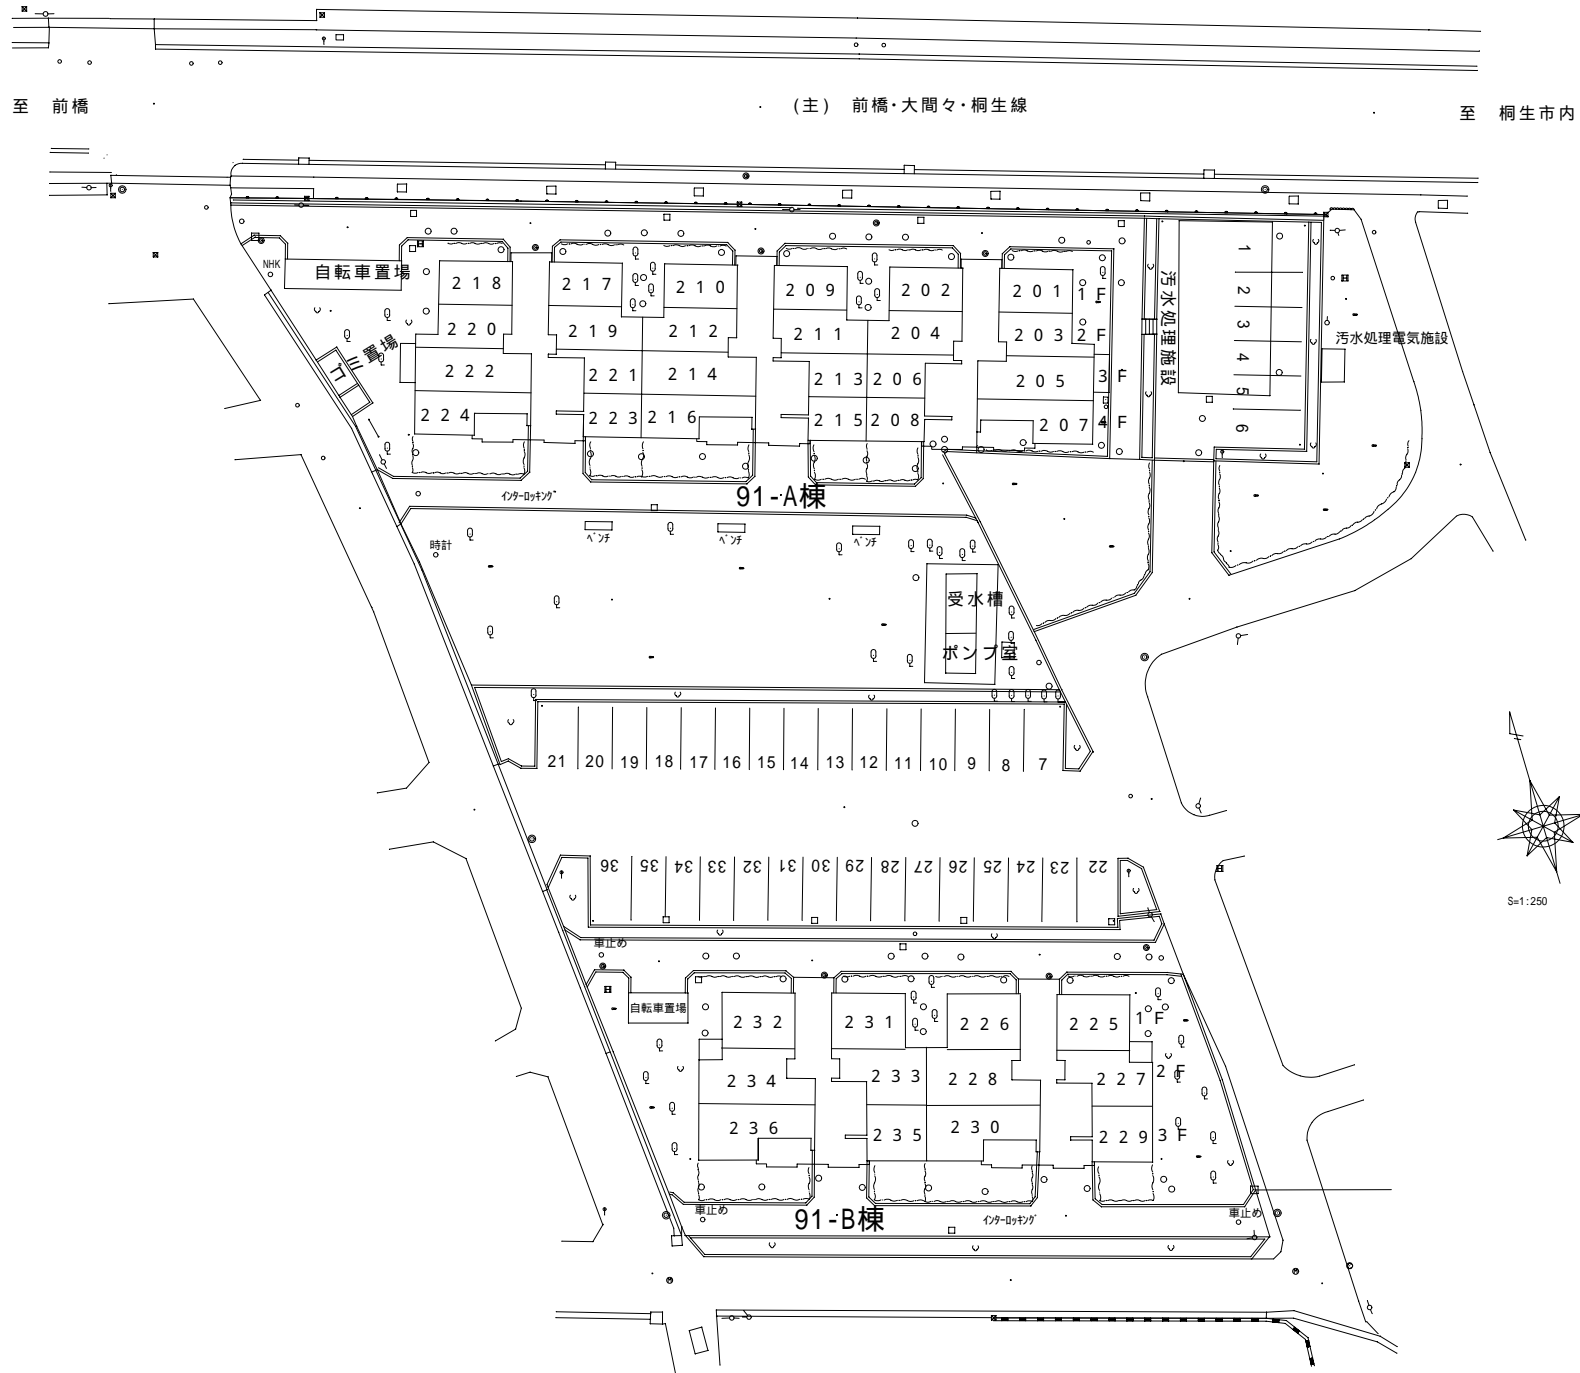 至 前橋
(主) 前橋･大間々･桐生線
至 桐生市内
NHK
自転車置場
ゴミ置場
218
217
210
209
202
201
1F
220
219
212
211
204
203
2F
222
221
214
213
206
205
3F
224
223
216
215
208
207
4F
汚水処理施設
1
2
3
4
5
6
汚水処理電気施設
ｲﾝﾀｰﾛｯｷﾝｸﾞ
91-A棟
時計
ﾍﾞﾝﾁ
ﾍﾞﾝﾁ
ﾍﾞﾝﾁ
受水槽
ポンプ室
21 20 19 18 17 16 15 14 13 12 11 10 9 8 7
36 35 34 33 32 31 30 29 28 27 26 25 24 23 22
S=1:250
車止め
自転車置場
232
231
226
225
1F
234
233
228
227
2F
236
235
230
229
3F
車止め
91-B棟
ｲﾝﾀｰﾛｯｷﾝｸﾞ
車止め